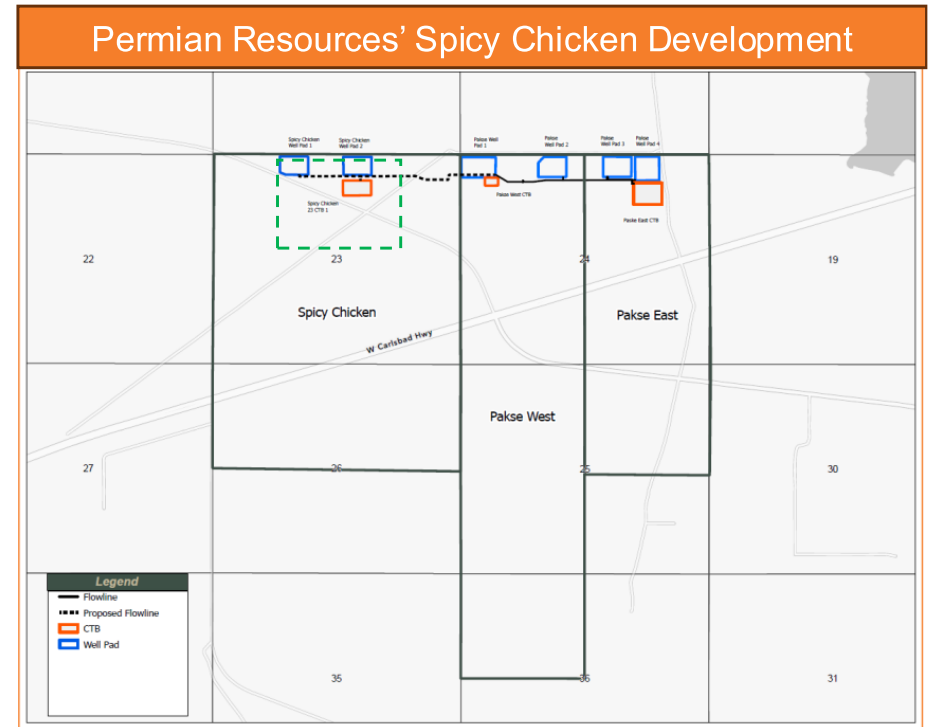 Permian Resources’ Spicy Chicken Development
Spicy Chicken
Well Pad 1
Spicy Chicken
Well Pad 2
Pakse Well
Pad 1
Pakse
Well Pad 2
Pakse
Well Pad 3
Pakse
Well Pad 4
Spicy Chicken
23 CTB 1
Pakse West CTB
Pakse East CTB
22
23
24
19
Spicy Chicken
Pakse East
W Carlsbad Hwy
Pakse West
27
26
25
30
Legend
Flowline
Proposed Flowline
CTB
Well Pad
35
36
31